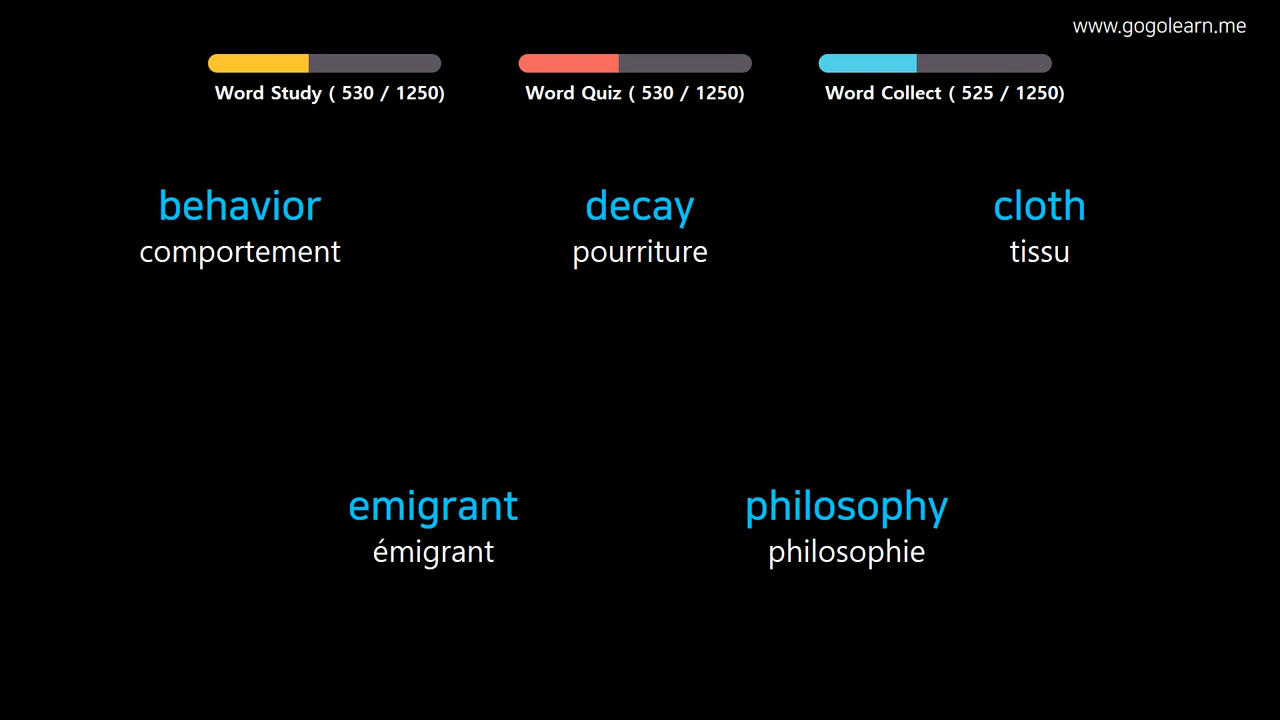 www.gogolearn.me
Word Study ( 530 / 1250)
Word Quiz ( 530 / 1250)
Word Collect ( 525 / 1250)
behavior
comportement
decay
pourriture
cloth
tissu
emigrant
émigrant
philosophy
philosophie